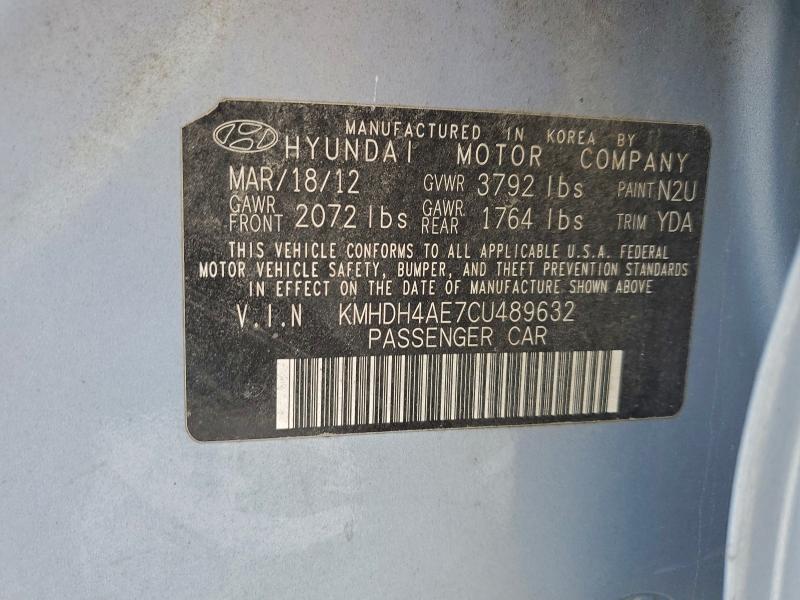 MANUFACTURED IN KOREA BY
HYUNDAI MOTOR COMPANY
MAR/18/12 GVWR 3792 lbs PAINT N2U
GAWR FRONT 2072 lbs GAWR REAR 1764 lbs TRIM YDA
THIS VEHICLE CONFORMS TO ALL APPLICABLE U.S.A. FEDERAL
MOTOR VEHICLE SAFETY, BUMPER, AND THEFT PREVENTION STANDARDS
IN EFFECT ON THE DATE OF MANUFACTURE SHOWN ABOVE
V.I.N KMHDH4AE7CU489632
PASSENGER CAR